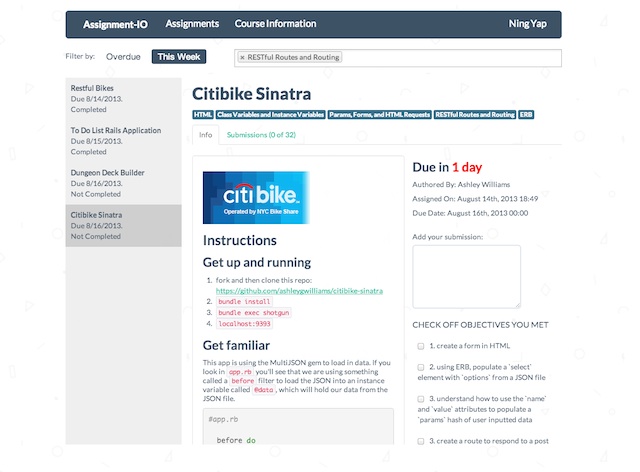 Assignment-IO Assignments Course Information Ning Yap
Filter by: Overdue This Week × RESTful Routes and Routing
Restful Bikes
Due 8/14/2013.
Completed
To Do List Rails Application
Due 8/15/2013.
Completed
Dungeon Deck Builder
Due 8/16/2013.
Not Completed
Citibike Sinatra
Due 8/16/2013.
Not Completed
Citibike Sinatra
HTML Class Variables and Instance Variables Params, Forms, and HTML Requests RESTful Routes and Routing ERB
Info Submissions (0 of 32)
citi bike
Operated by NYC Bike Share
Instructions
Get up and running
1. fork and then clone this repo:
https://github.com/ashleygwilliams/citibike-sinatra
2. bundle install
3. bundle exec shotgun
4. localhost:9393
Get familiar
This app is using the MultiJSON gem to load in data. If you
look in app.rb you'll see that we are using something
called a before filter to load the JSON into an instance
variable called @data, which will hold our data from the
JSON file.
#app.rb
before do
Due in 1 day
Authored By: Ashley Williams
Assigned On: August 14th, 2013 18:49
Due Date: August 16th, 2013 00:00
Add your submission:
CHECK OFF OBJECTIVES YOU MET
1. create a form in HTML
2. using ERB, populate a `select`
element with `options` from a JSON file
3. understand how to use the `name`
and `value` attributes to populate a
`params` hash of user inputted data
3. create a route to respond to a post